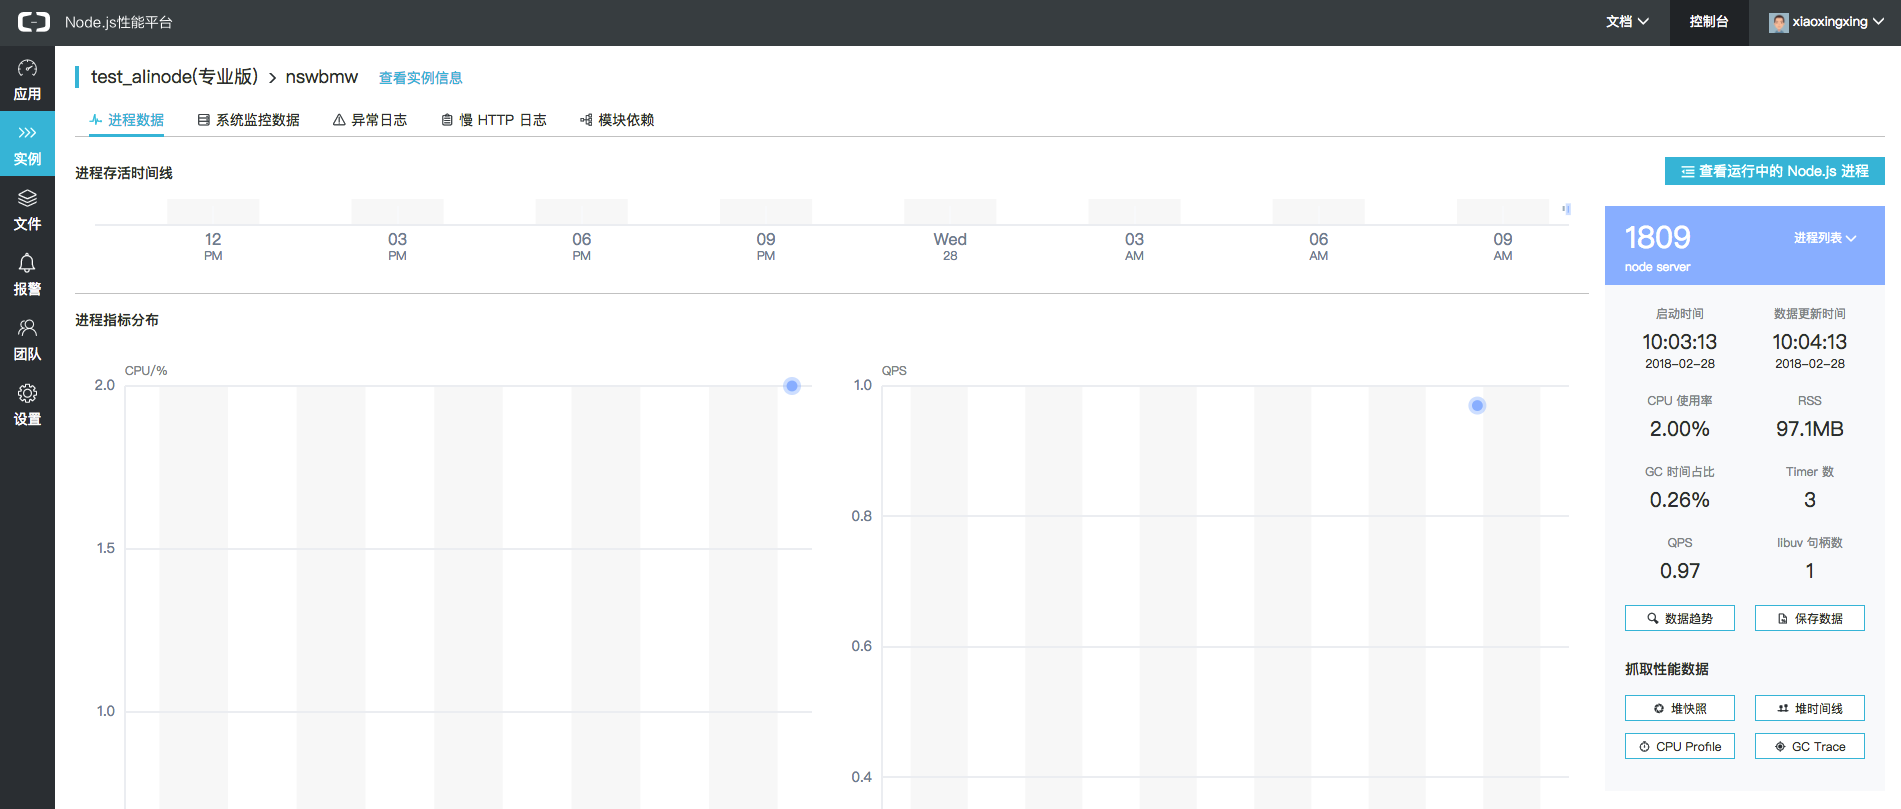 Node.js性能平台
文档
控制台
xiaoxingxing
应用
实例
文件
报警
团队
设置
test_alinode(专业版) > nswbmw 查看实例信息
进程数据 系统监控数据 异常日志 慢 HTTP 日志 模块依赖
进程存活时间线
查看运行中的 Node.js 进程
12 03 06 09 Wed 03 06 09
PM PM PM PM 28 AM AM AM
进程指标分布
CPU/%
2.0
1.5
1.0
QPS
1.0
0.8
0.6
0.4
1809
进程列表
node server
启动时间 数据更新时间
10:03:13 10:04:13
2018-02-28 2018-02-28
CPU 使用率 RSS
2.00% 97.1MB
GC 时间占比 Timer 数
0.26% 3
QPS libuv 句柄数
0.97 1
数据趋势 保存数据
抓取性能数据
堆快照 堆时间线
CPU Profile GC Trace